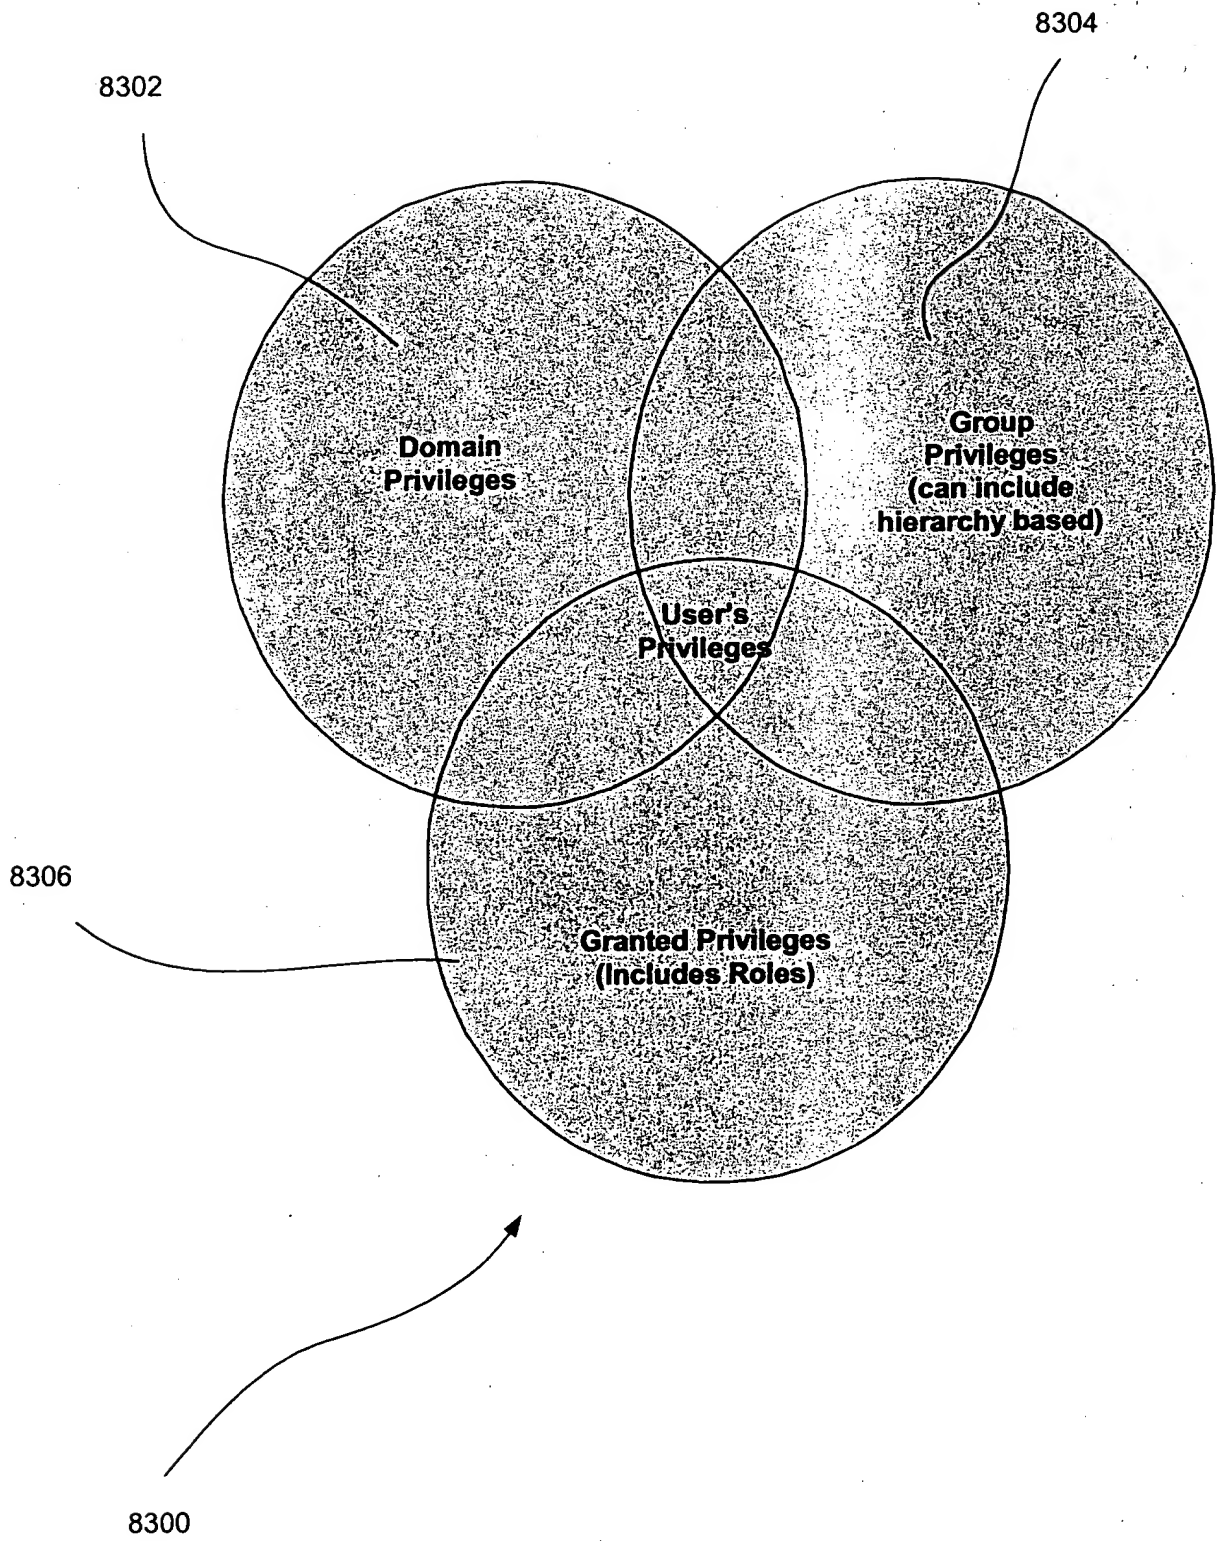 8304
8302
Domain
Privileges
Group
Privileges
(can include
hierarchy based)
User's
Privileges
8306
Granted Privileges
(Includes Roles)
8300